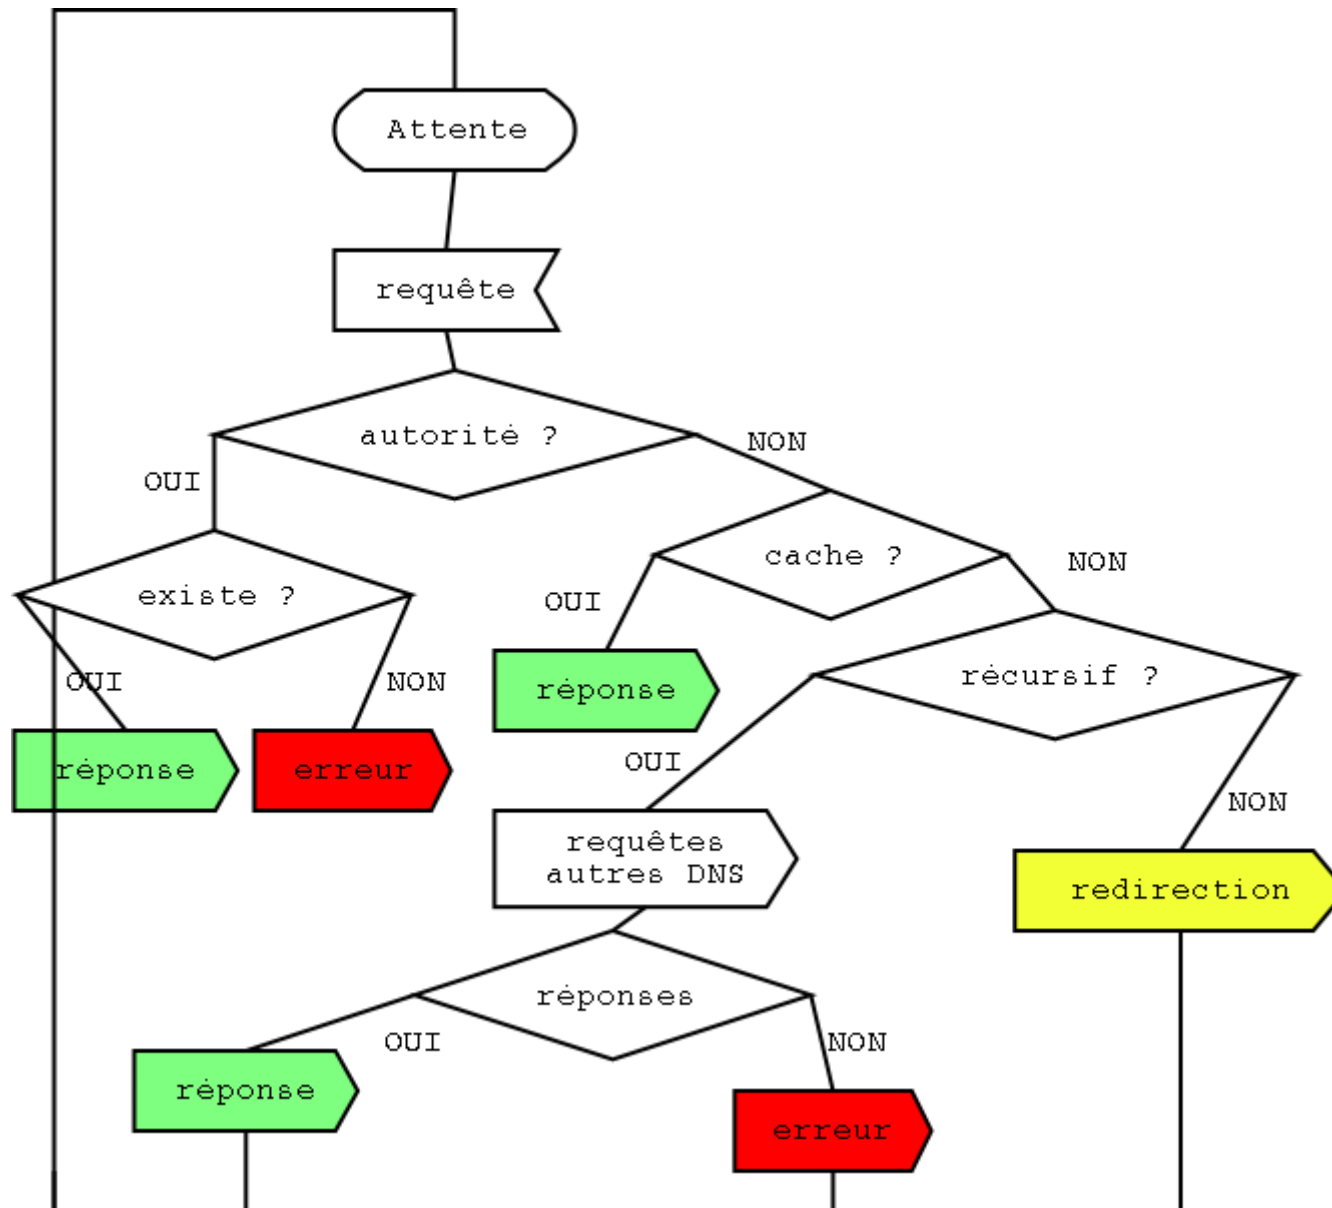 Attente
requête
autorité ?
NON
OUI
cache ?
NON
existe ?
OUI
récursif ?
OUI
NON
réponse
réponse
erreur
OUI
NON
requêtes
autres DNS
redirection
réponses
OUI
NON
réponse
erreur